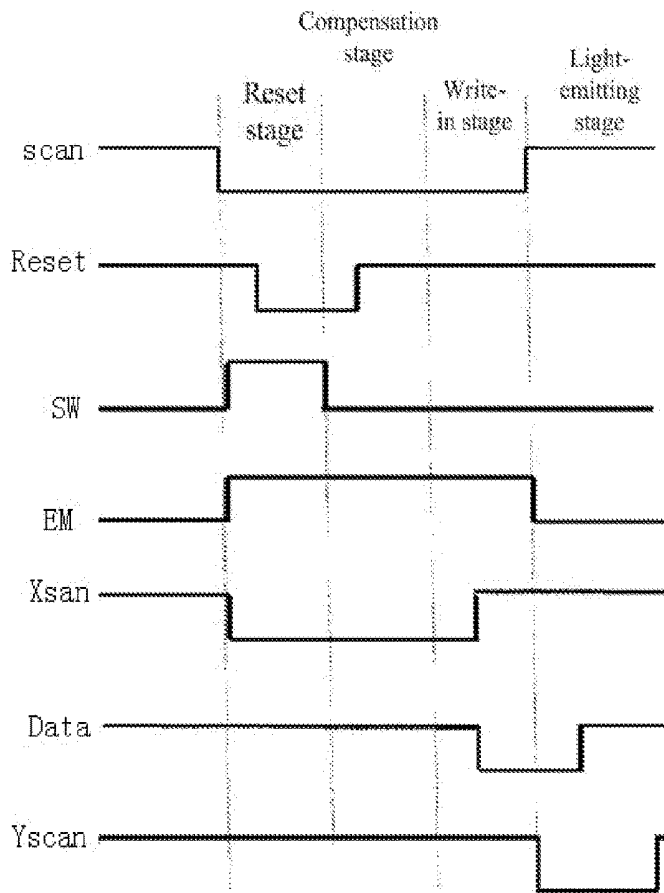 Compensation
stage
Reset
stage
Write-
in stage
Light-
emitting
stage
scan
Reset
SW
EM
Xsan
Data
Yscan